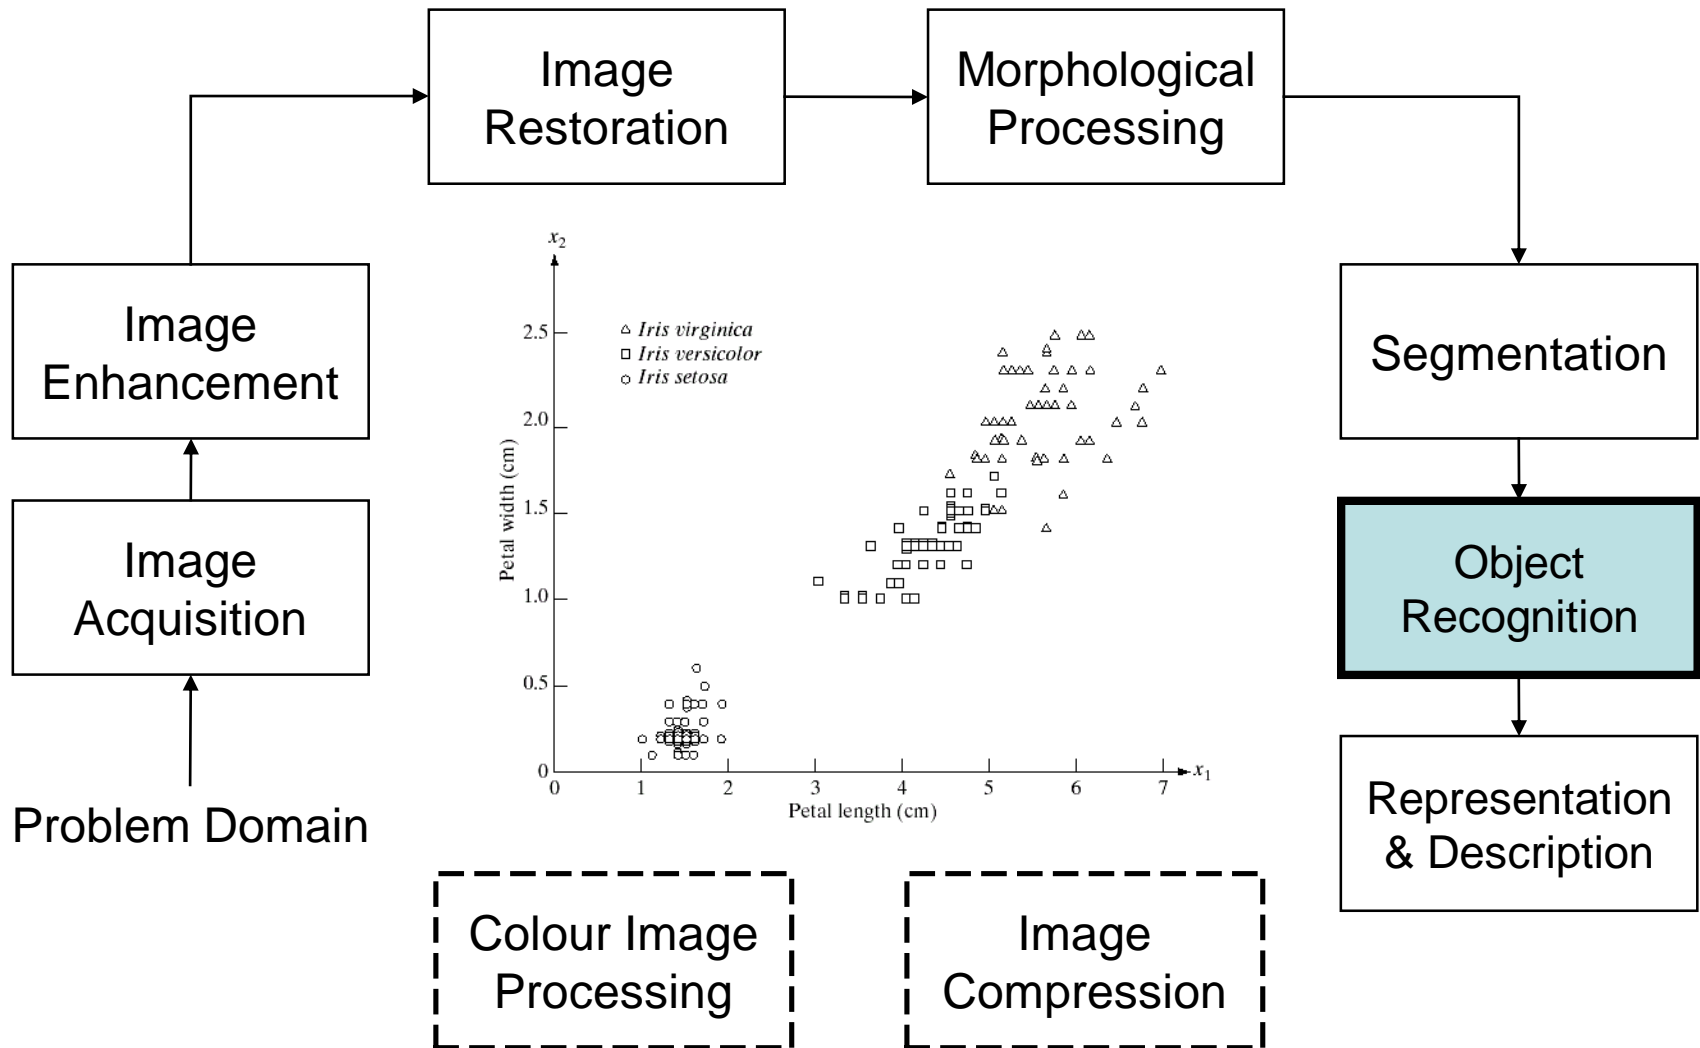 Image
Restoration
Morphological
Processing
Image
Enhancement
Segmentation
Image
Acquisition
Object
Recognition
Problem Domain
Representation
& Description
x2
2.5
2.0
1.5
1.0
0.5
0
Petal width (cm)
Iris virginica
Iris versicolor
Iris setosa
0 1 2 3 4 5 6 7
x1
Petal length (cm)
Colour Image
Processing
Image
Compression